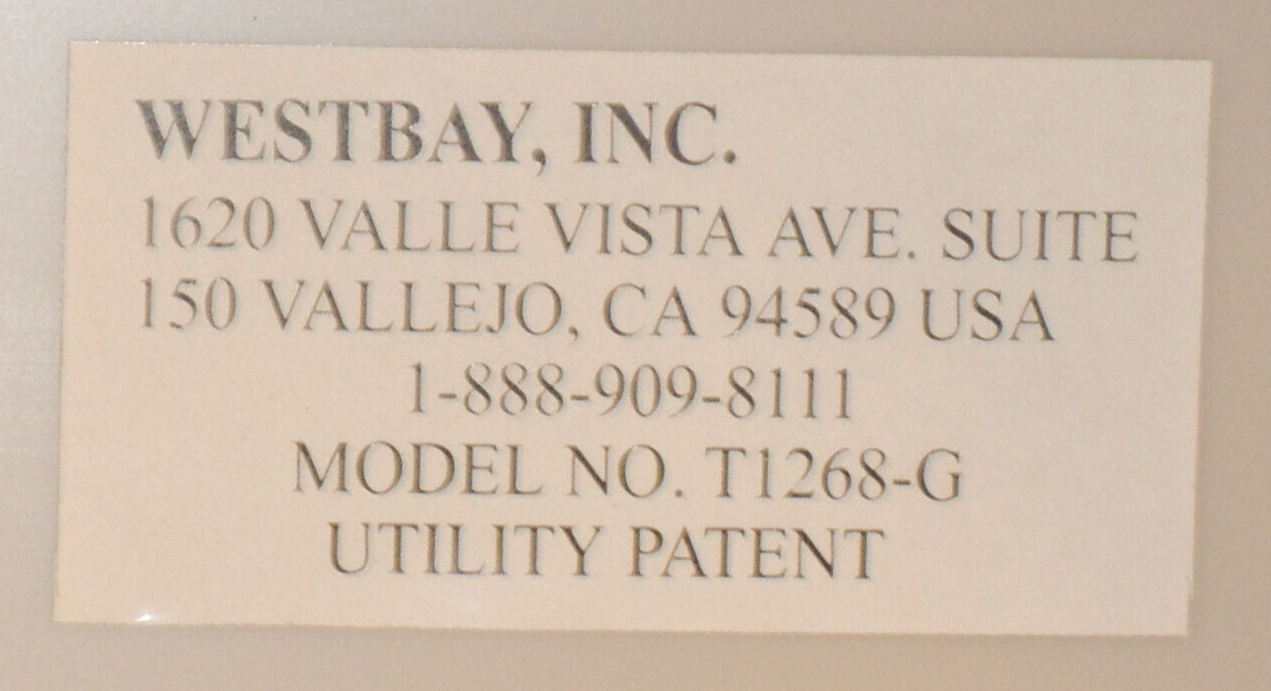 WESTBAY, INC.
1620 VALLE VISTA AVE. SUITE
150 VALLEJO, CA 94589 USA
1-888-909-8111
MODEL NO. T1268-G
UTILITY PATENT